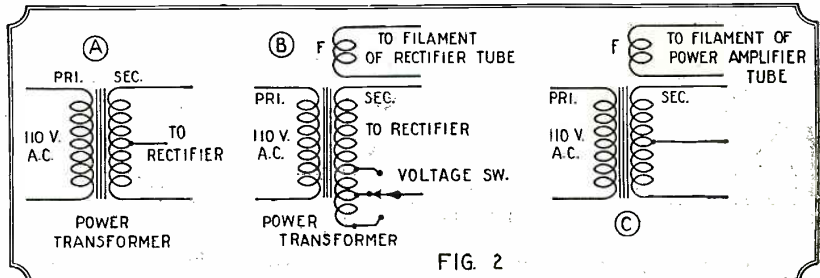 A
PRI. SEC.
110 V.
A.C.
TO
RECTIFIER
POWER
TRANSFORMER
B
F
TO FILAMENT
OF RECTIFIER TUBE
PRI.
SEC.
110 V.
A.C.
TO RECTIFIER
VOLTAGE SW.
POWER
TRANSFORMER
F
TO FILAMENT OF
POWER AMPLIFIER
TUBE
PRI.
SEC.
110 V.
A.C.
C
FIG. 2